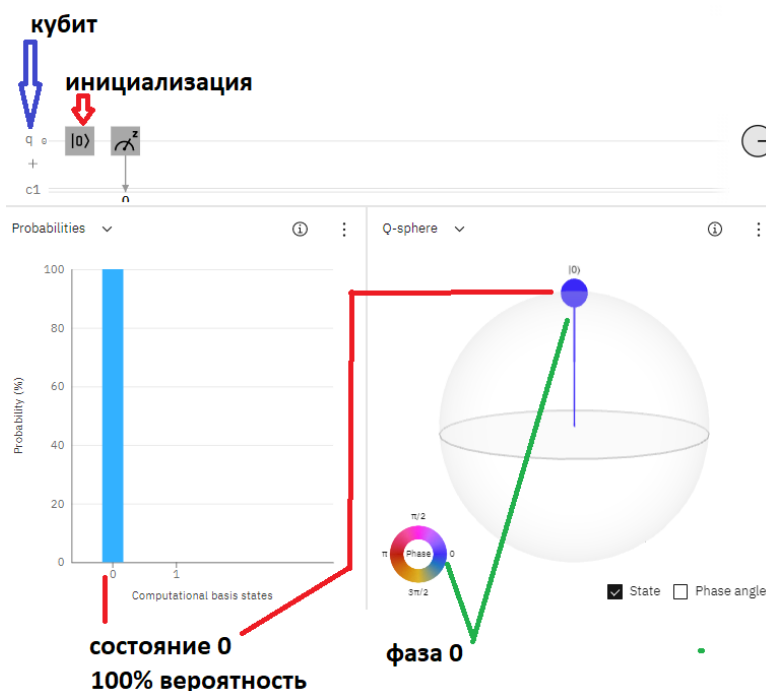 кубит
инициализация
q 0 |0⟩ z
+
c1 0
Probabilities
Q-sphere
|0⟩
100
80
60
40
20
0
Probability (%)
0 1
Computational basis states
π/2
π Phase 0
3π/2
State Phase angle
состояние 0
100% вероятность
фаза 0